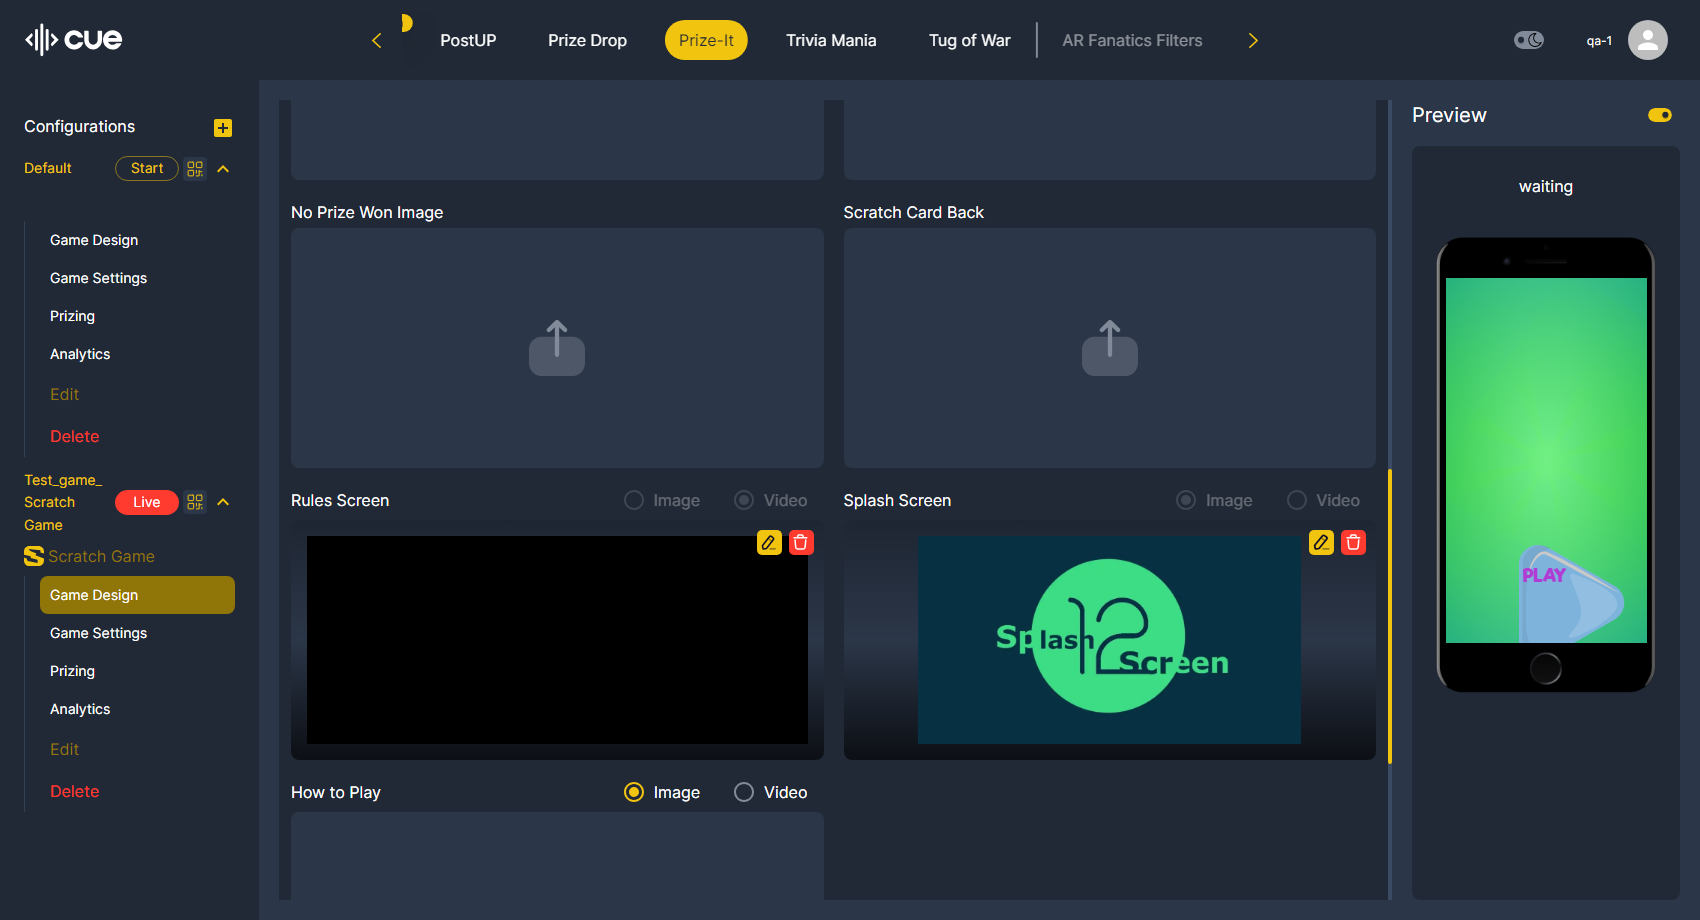 cue
PostUP
Prize Drop
Prize-It
Trivia Mania
Tug of War
AR Fanatics Filters
qa-1
Configurations
Default
Start
Game Design
Game Settings
Prizing
Analytics
Edit
Delete
Test_game_
Scratch
Game
Live
Scratch Game
Game Design
Game Settings
Prizing
Analytics
Edit
Delete
No Prize Won Image
Scratch Card Back
Rules Screen
Image
Video
Splash Screen
Image
Video
Splash
12
Screen
How to Play
Image
Video
Preview
waiting
PLAY